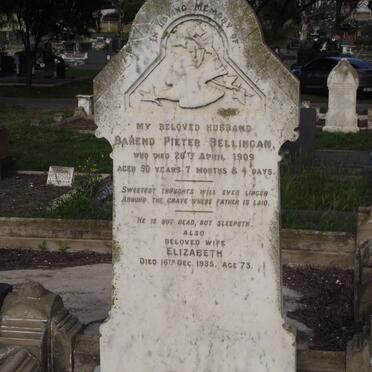 IN LOVING MEMORY OF
MY BELOVED HUSBAND
BAREND PIETER BELLINGAN,
WHO DIED 20TH APRIL 1909
AGED 50 YEARS 7 MONTHS & 4 DAYS.
SWEETEST THOUGHTS WILL EVER LINGER
AROUND THE GRAVE WHERE FATHER IS LAID.
HE IS NOT DEAD, BUT SLEEPETH.
ALSO
BELOVED WIFE
ELIZABETH
DIED 16TH DEC. 1935. AGE 73.